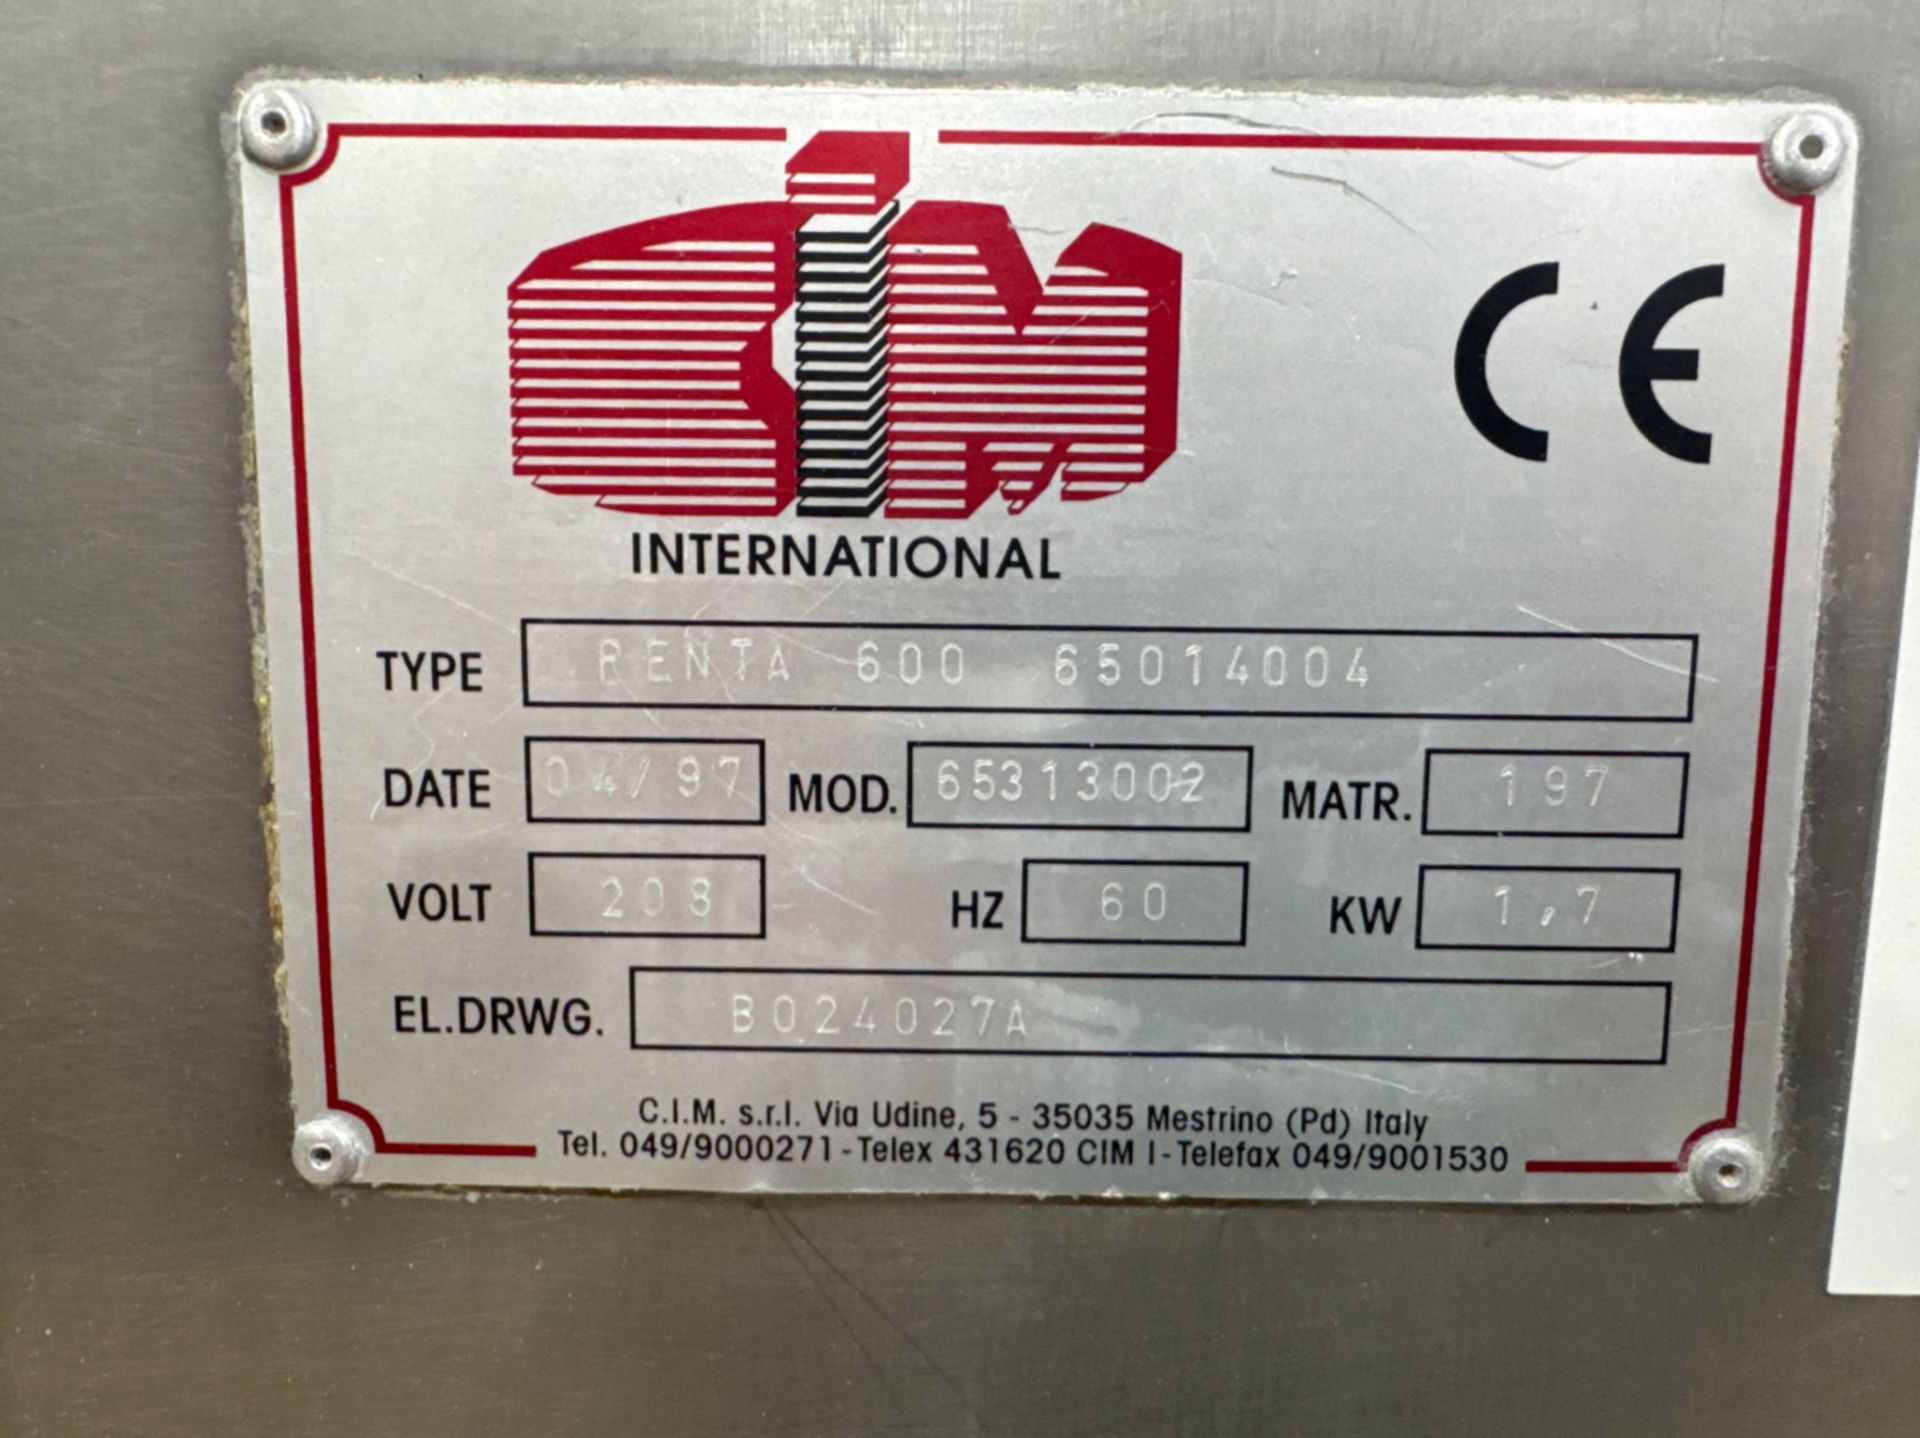 CIM
CE
INTERNATIONAL
TYPE RENTA 600 65014004
DATE 04/97 MOD. 65313002 MATR. 197
VOLT 208 HZ 60 KW 1,7
EL.DRWG. B024027A
C.I.M. s.r.l. Via Udine, 5 - 35035 Mestrino (Pd) Italy
Tel. 049/9000271 - Telex 431620 CIM I - Telefax 049/9001530